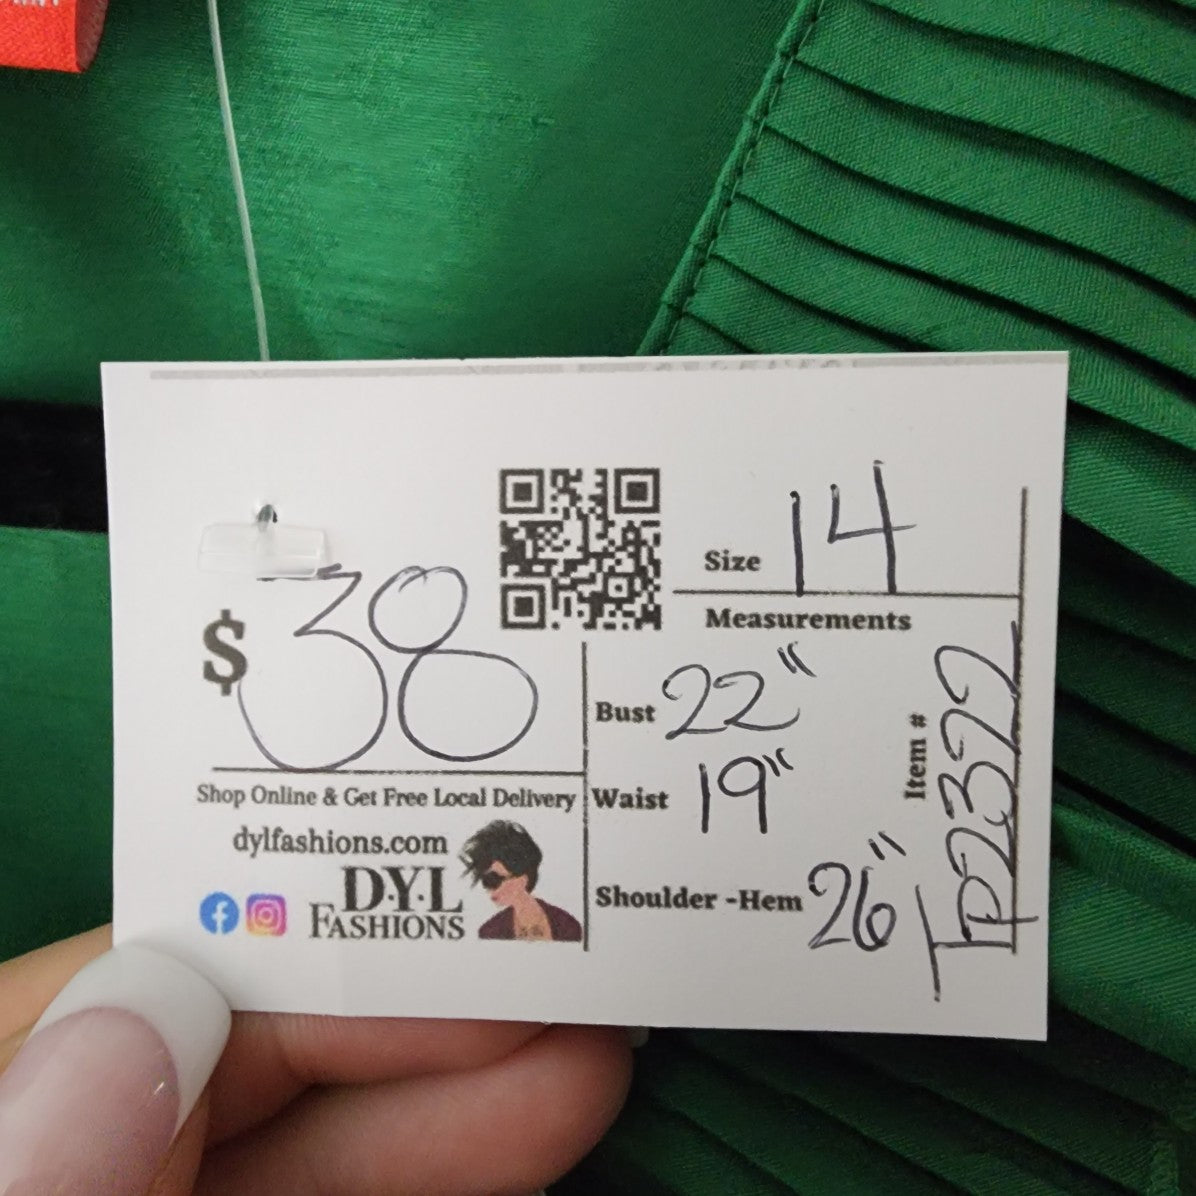 $38
Size 14
Measurements
Bust 22"
Waist 19"
Shoulder -Hem 26"
Item # Tp2322
Shop Online & Get Free Local Delivery
dylfashions.com
D·Y·L
FASHIONS